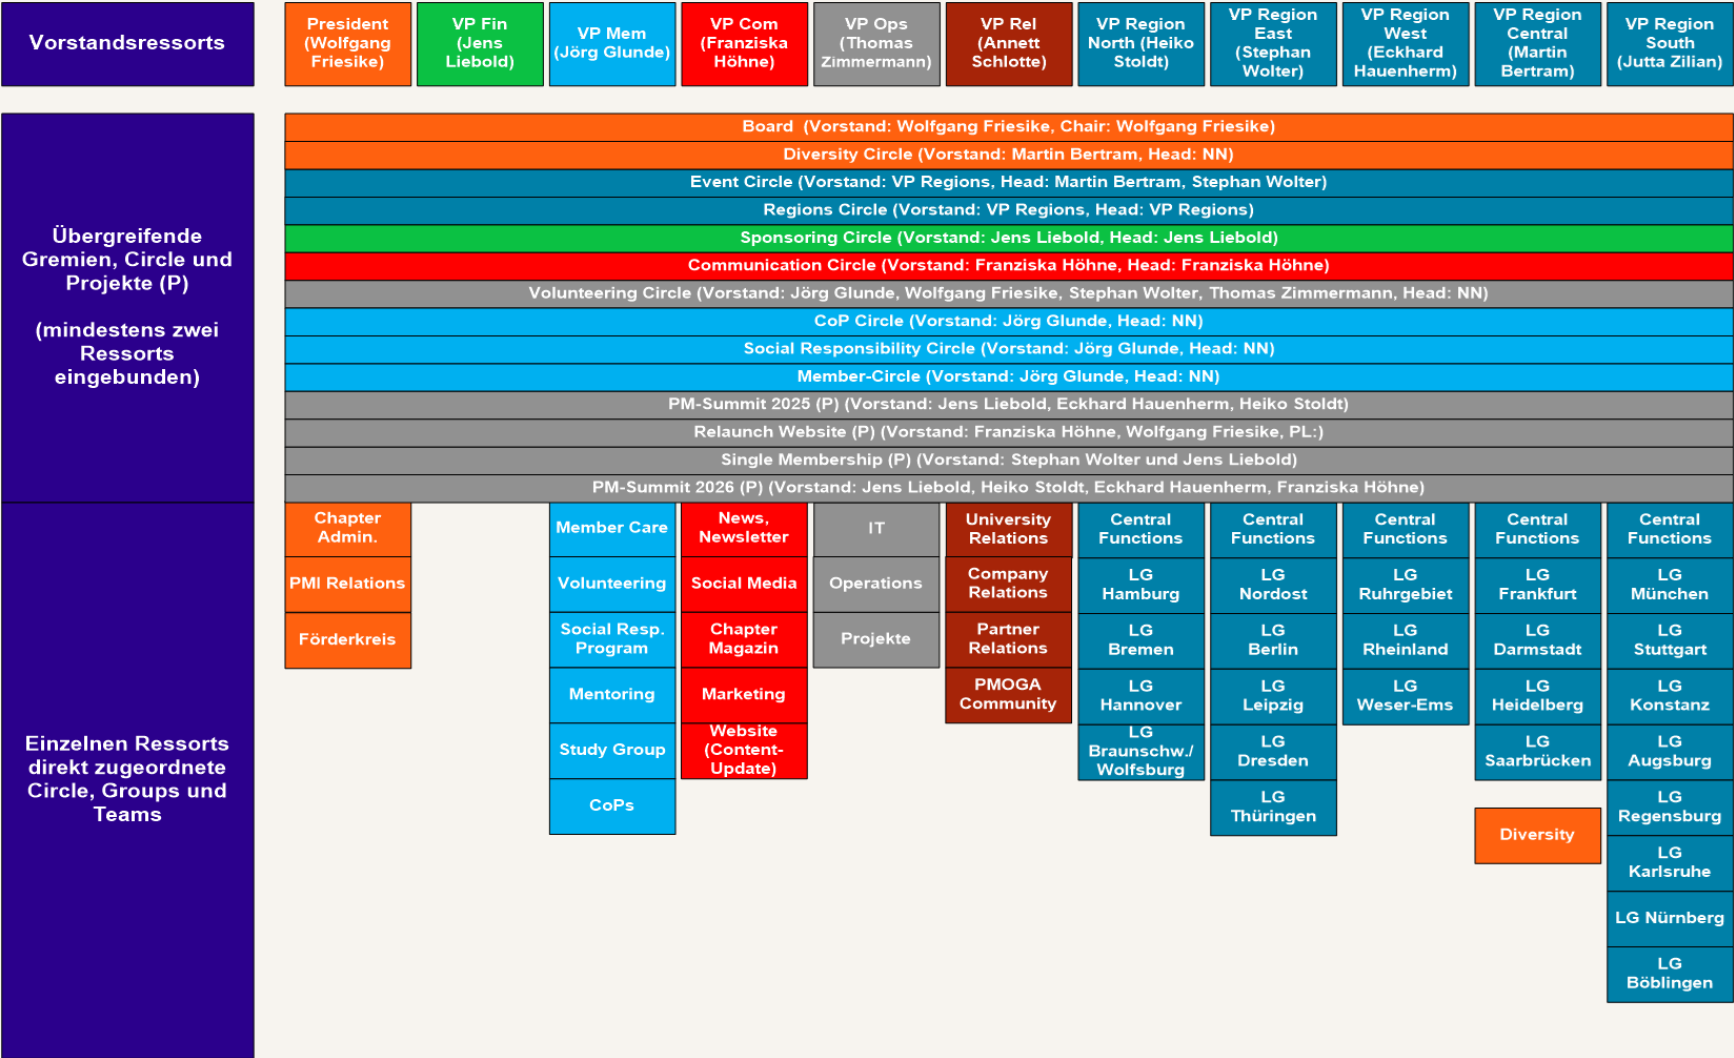 Vorstandsressorts
President
(Wolfgang
Friesike)
VP Fin
(Jens
Liebold)
VP Mem
(Jörg Glunde)
VP Com
(Franziska
Höhne)
VP Ops
(Thomas
Zimmermann)
VP Rel
(Annett
Schlotte)
VP Region
North (Heiko
Stoldt)
VP Region
East
(Stephan
Wolter)
VP Region
West
(Eckhard
Hauenherm)
VP Region
Central
(Martin
Bertram)
VP Region
South
(Jutta Zilian)
Übergreifende
Gremien, Circle und
Projekte (P)
(mindestens zwei
Ressorts
eingebunden)
Board (Vorstand: Wolfgang Friesike, Chair: Wolfgang Friesike)
Diversity Circle (Vorstand: Martin Bertram, Head: NN)
Event Circle (Vorstand: VP Regions, Head: Martin Bertram, Stephan Wolter)
Regions Circle (Vorstand: VP Regions, Head: VP Regions)
Sponsoring Circle (Vorstand: Jens Liebold, Head: Jens Liebold)
Communication Circle (Vorstand: Franziska Höhne, Head: Franziska Höhne)
Volunteering Circle (Vorstand: Jörg Glunde, Wolfgang Friesike, Stephan Wolter, Thomas Zimmermann, Head: NN)
CoP Circle (Vorstand: Jörg Glunde, Head: NN)
Social Responsibility Circle (Vorstand: Jörg Glunde, Head: NN)
Member-Circle (Vorstand: Jörg Glunde, Head: NN)
PM-Summit 2025 (P) (Vorstand: Jens Liebold, Eckhard Hauenherm, Heiko Stoldt)
Relaunch Website (P) (Vorstand: Franziska Höhne, Wolfgang Friesike, PL:)
Single Membership (P) (Vorstand: Stephan Wolter und Jens Liebold)
PM-Summit 2026 (P) (Vorstand: Jens Liebold, Heiko Stoldt, Eckhard Hauenherm, Franziska Höhne)
Einzelnen Ressorts
direkt zugeordnete
Circle, Groups und
Teams
Chapter
Admin.
PMI Relations
Förderkreis
Member Care
Volunteering
Social Resp.
Program
Mentoring
Study Group
CoPs
News,
Newsletter
Social Media
Chapter
Magazin
Marketing
Website
(Content-
Update)
IT
Operations
Projekte
University
Relations
Company
Relations
Partner
Relations
PMOGA
Community
Central
Functions
LG
Hamburg
LG
Bremen
LG
Hannover
LG
Braunschw./
Wolfsburg
Central
Functions
LG
Nordost
LG
Berlin
LG
Leipzig
LG
Dresden
LG
Thüringen
Central
Functions
LG
Ruhrgebiet
LG
Rheinland
LG
Weser-Ems
Central
Functions
LG
Frankfurt
LG
Darmstadt
LG
Heidelberg
LG
Saarbrücken
Diversity
Central
Functions
LG
München
LG
Stuttgart
LG
Konstanz
LG
Augsburg
LG
Regensburg
LG
Karlsruhe
LG Nürnberg
LG
Böblingen